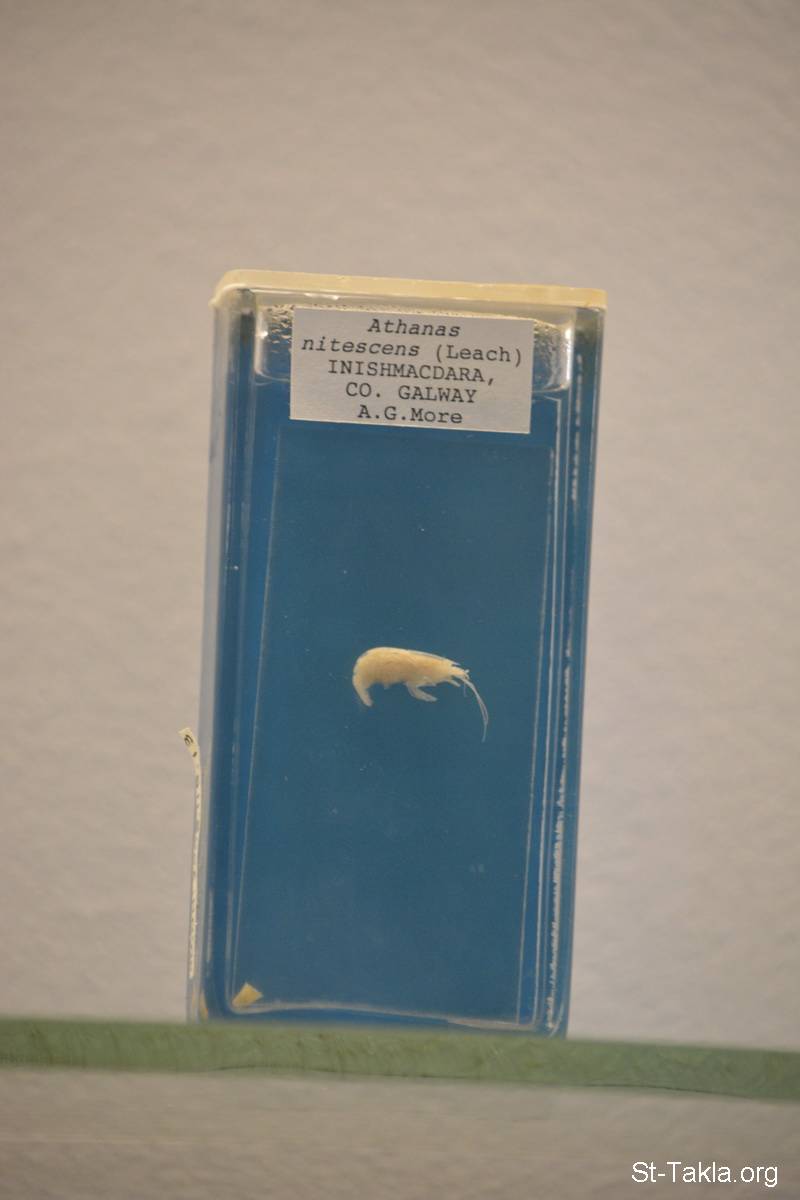 Athanas
nitescens (Leach)
INISHMACDARA,
CO. GALWAY
A.G.More
St-Takla.org